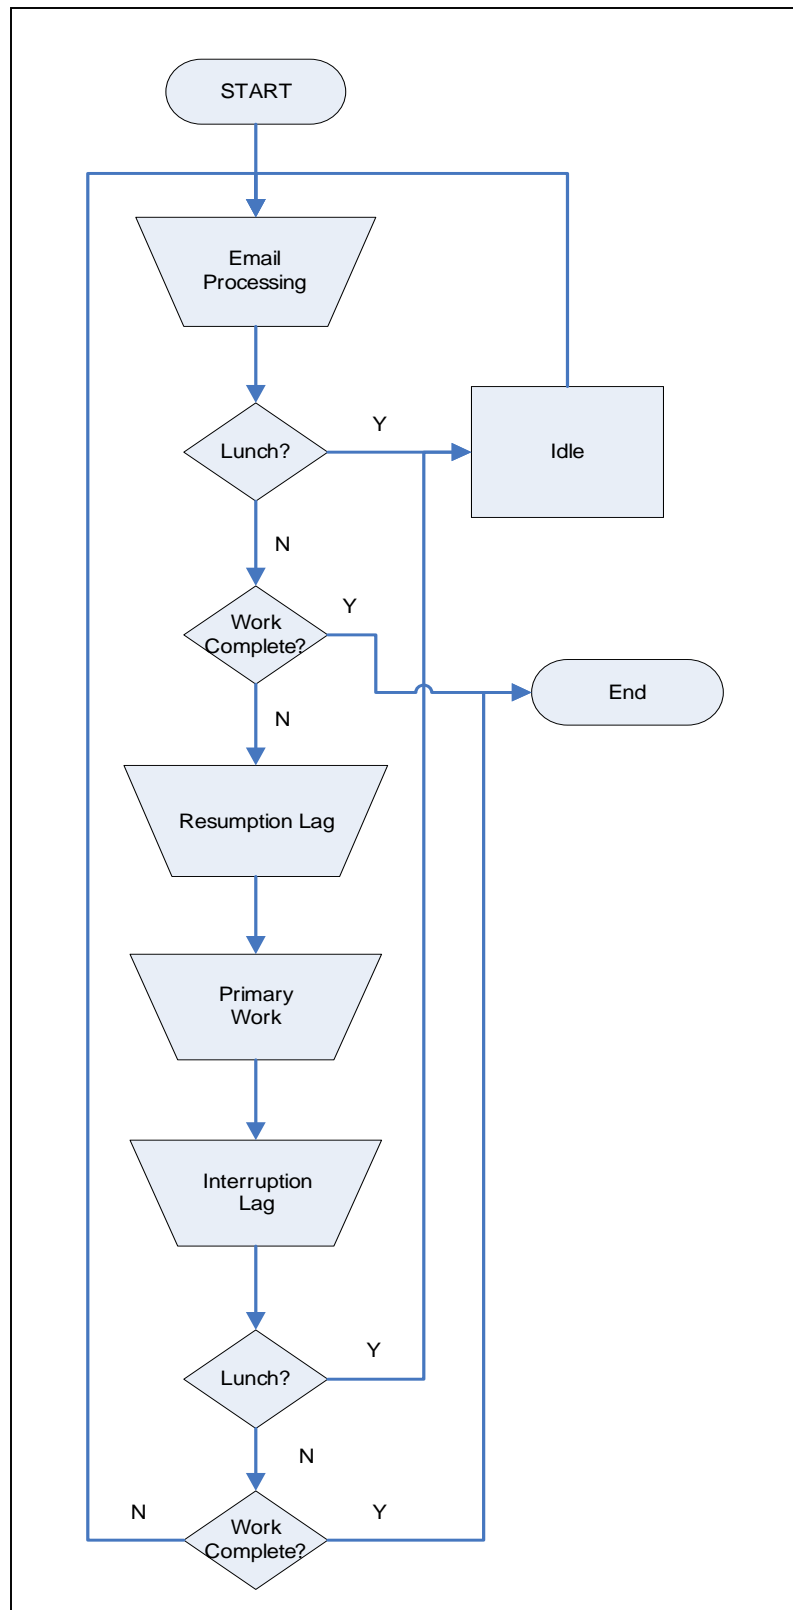 START
Email
Processing
Lunch?
Y
Idle
N
Work
Complete?
Y
End
N
Resumption Lag
Primary
Work
Interruption
Lag
Lunch?
Y
N
N
Work
Complete?
Y